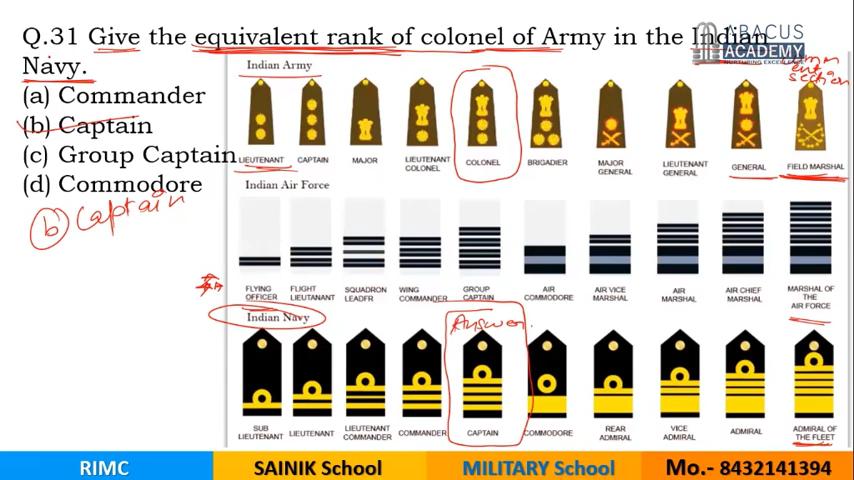 Q.31 Give the equivalent rank of colonel of Army in the Indian
Navy.
(a) Commander
(b) Captain
(c) Group Captain
(d) Commodore
(b) Captain
ABACUS
ACADEMY
NURTURING EXCELLENCE
section
Indian Army
LIEUTENANT CAPTAIN MAJOR LIEUTENANT COLONEL COLONEL BRIGADIER MAJOR GENERAL LIEUTENANT GENERAL GENERAL FIELD MARSHAL
Indian Air Force
FLYING OFFICER FLIGHT LIEUTANANT SQUADRON LEADFR WING COMMANDER GROUP CAPTAIN AIR COMMODORE AIR VICE MARSHAL AIR MARSHAL AIR CHIEF MARSHAL MARSHAL OF THE AIR FORCE
Indian Navy
Answer.
SUB LIEUTENANT LIEUTENANT LIEUTENANT COMMANDER COMMANDER CAPTAIN COMMODORE REAR ADMIRAL VICE ADMIRAL ADMIRAL ADMIRAL OF THE FLEET
RIMC SAINIK School MILITARY School Mo.- 8432141394